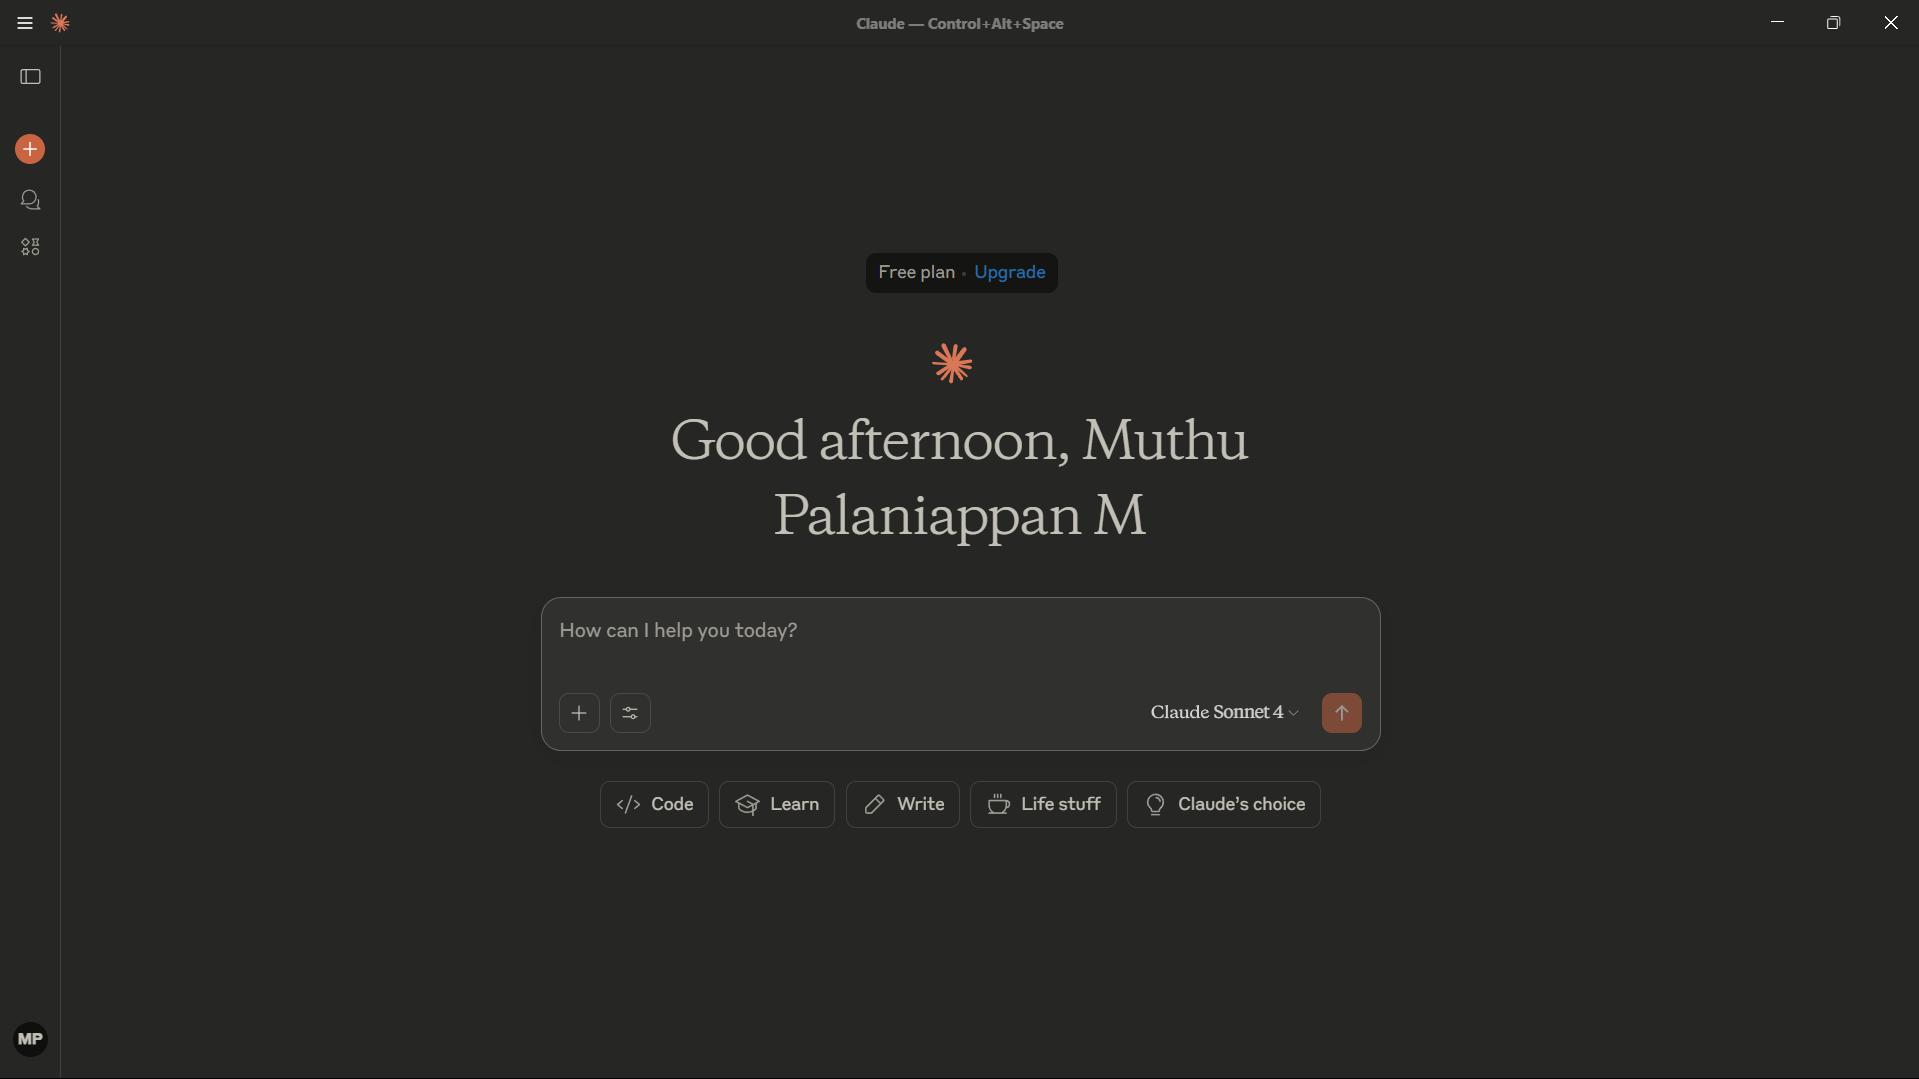 Claude — Control+Alt+Space
Free plan · Upgrade
Good afternoon, Muthu
Palaniappan M
How can I help you today?
Claude Sonnet 4
</> Code
Learn
Write
Life stuff
Claude’s choice
MP